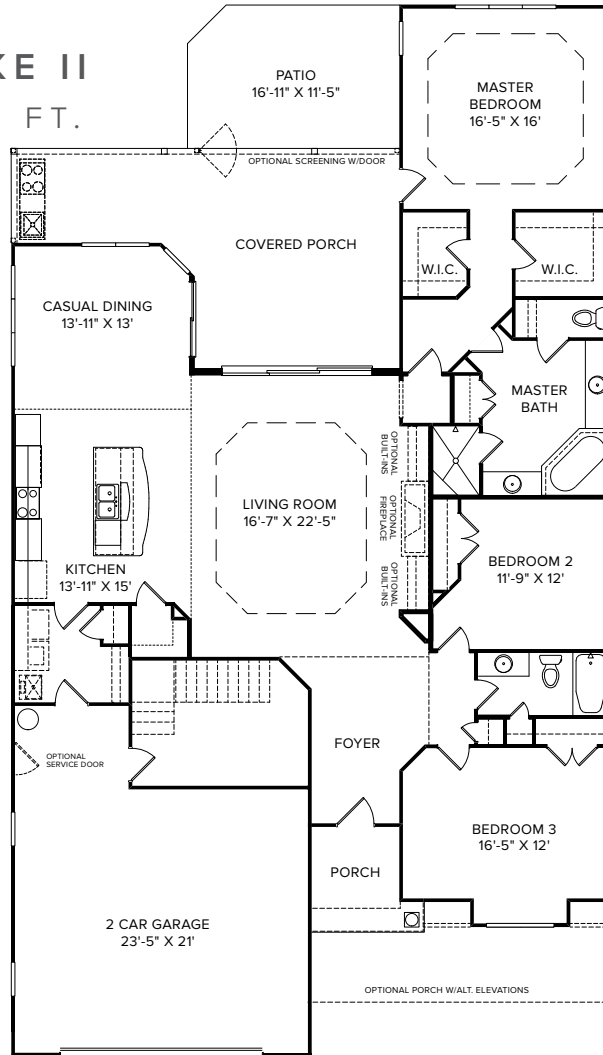 KE II
FT.
PATIO
16'-11" X 11'-5"
MASTER
BEDROOM
16'-5" X 16'
OPTIONAL SCREENING W/DOOR
COVERED PORCH
W.I.C.
W.I.C.
CASUAL DINING
13'-11" X 13'
MASTER
BATH
OPTIONAL
BUILT-INS
LIVING ROOM
16'-7" X 22'-5"
OPTIONAL
FIREPLACE
BEDROOM 2
11'-9" X 12'
KITCHEN
13'-11" X 15'
OPTIONAL
BUILT-INS
FOYER
OPTIONAL
SERVICE DOOR
BEDROOM 3
16'-5" X 12'
PORCH
2 CAR GARAGE
23'-5" X 21'
OPTIONAL PORCH W/ALT. ELEVATIONS